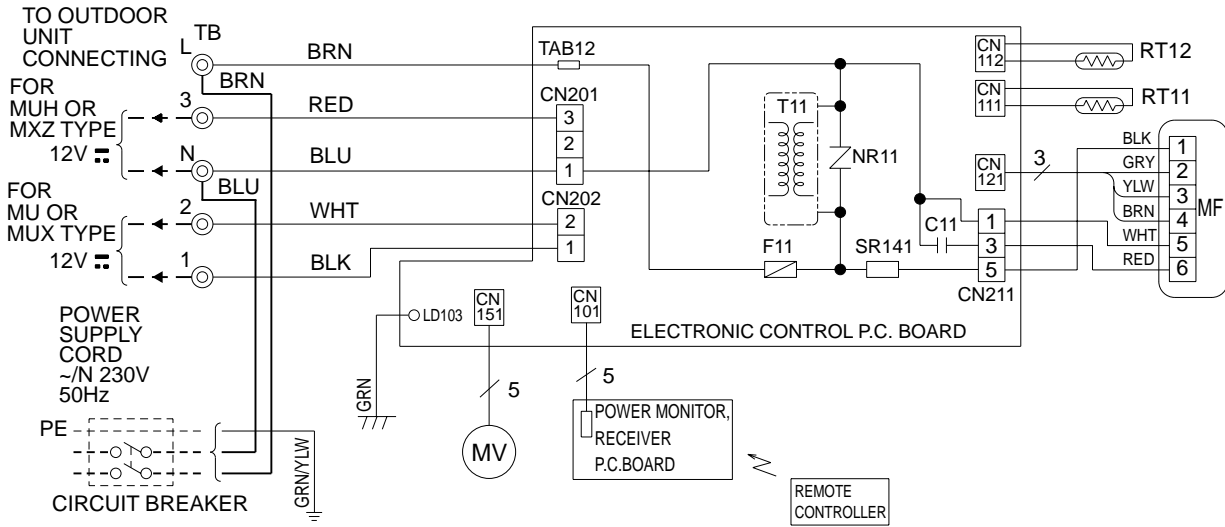 TO OUTDOOR
UNIT
CONNECTING
TB
L
BRN
BRN
TAB12
FOR
MUH OR
MXZ TYPE
12V
3
RED
CN201
3
2
1
N
BLU
BLU
FOR
MU OR
MUX TYPE
12V
2
WHT
CN202
2
1
1
BLK
T11
NR11
F11
SR141
C11
1
3
5
CN211
CN
112
RT12
CN
111
RT11
CN
121
3
BLK
GRY
YLW
BRN
WHT
RED
1
2
3
4
5
6
MF
LD103
CN
151
CN
101
ELECTRONIC CONTROL P.C. BOARD
POWER
SUPPLY
CORD
~/N 230V
50Hz
PE
CIRCUIT BREAKER
GRN/YLW
GRN
5
MV
5
POWER MONITOR,
RECEIVER
P.C.BOARD
REMOTE
CONTROLLER